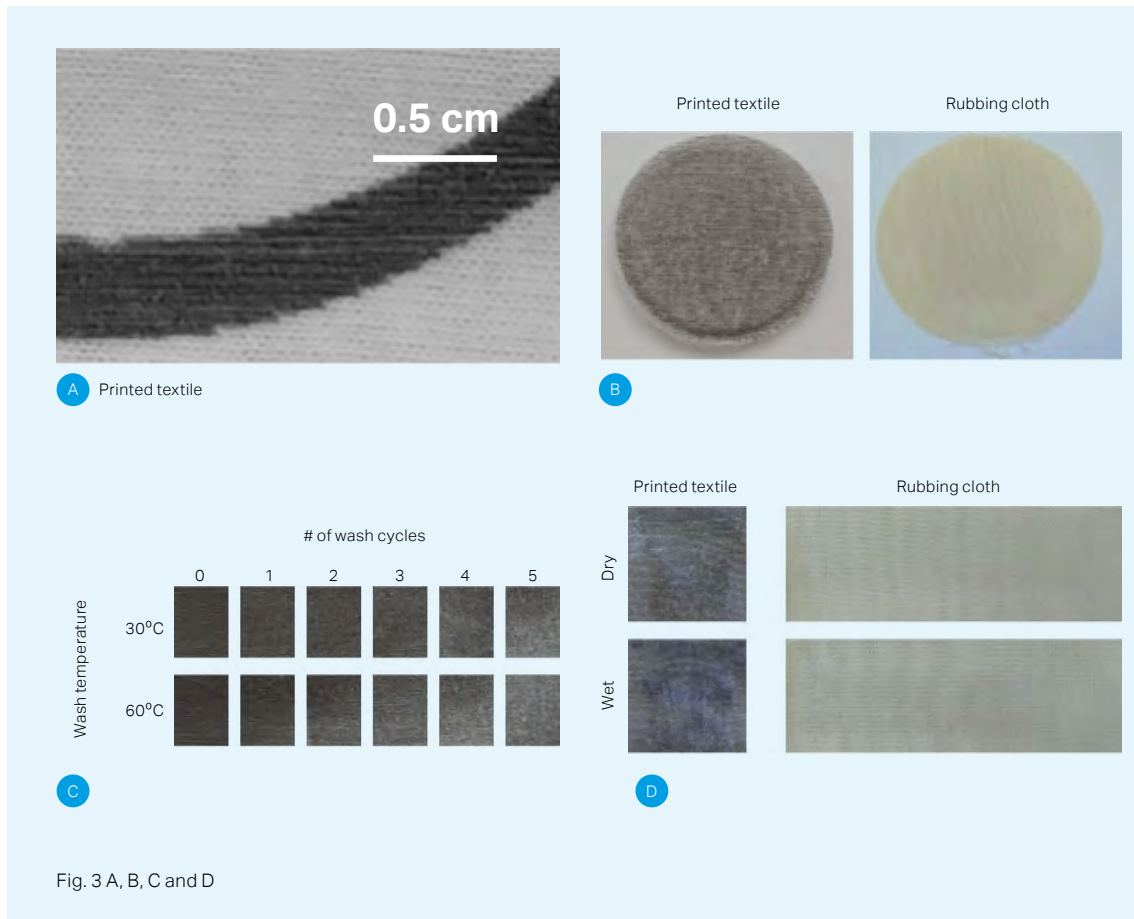 0.5 cm
A Printed textile
Printed textile Rubbing cloth
B
# of wash cycles
0 1 2 3 4 5
Wash temperature
30°C
60°C
C
Printed textile Rubbing cloth
Dry
Wet
D
Fig. 3 A, B, C and D